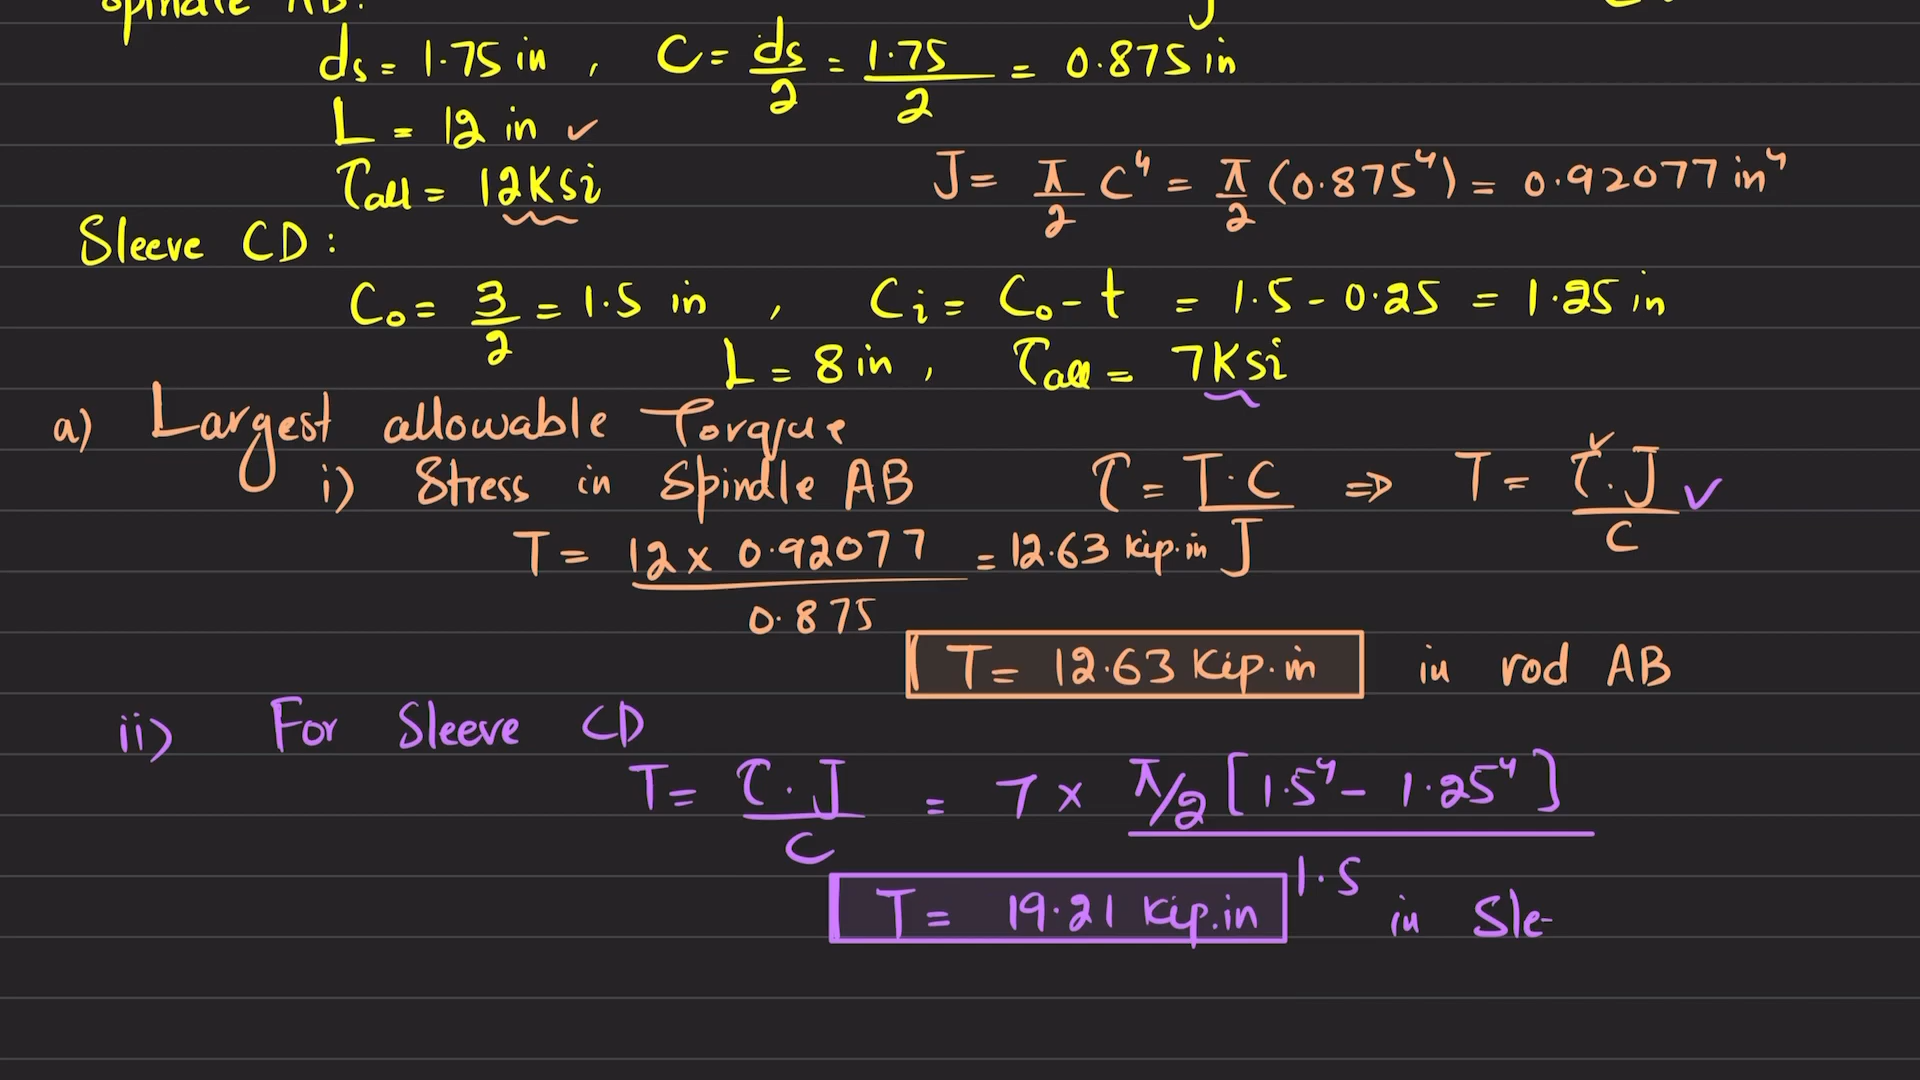 Spindle AB:
ds = 1.75 in , C = ds/2 = 1.75/2 = 0.875 in
L = 12 in ✓
τall = 12Ksi
J = π/2 C⁴ = π/2 (0.875⁴) = 0.92077 in⁴
Sleeve CD :
Co = 3/2 = 1.5 in , Ci = Co - t = 1.5 - 0.25 = 1.25 in
L = 8 in , τall = 7Ksi
a) Largest allowable Torque
i) Stress in Spindle AB τ = T·C/J ⇒ T = τ·J/C ✓
T = 12 x 0.92077/0.875 = 12.63 kip.in
T = 12.63 Kip.in in rod AB
ii) For Sleeve CD
T = τ·J/C = 7 x π/2 [1.5⁴ - 1.25⁴]/1.5
T = 19.21 Kip.in in Sle